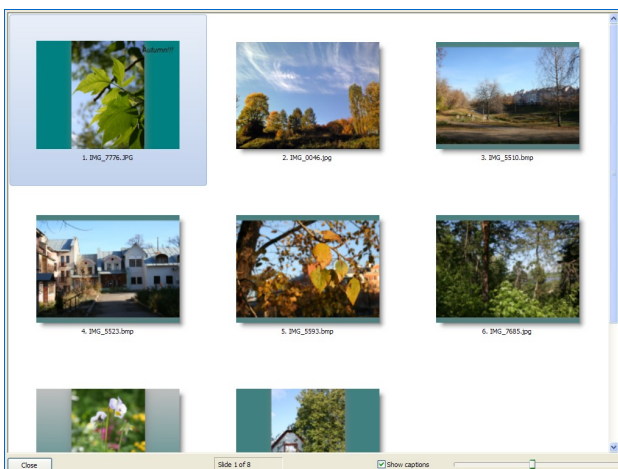 Autumn!!!
1. IMG_7776.JPG
2. IMG_0046.jpg
3. IMG_5510.bmp
4. IMG_5523.bmp
5. IMG_5593.bmp
6. IMG_7685.jpg
Close
Slide 1 of 8
Show captions